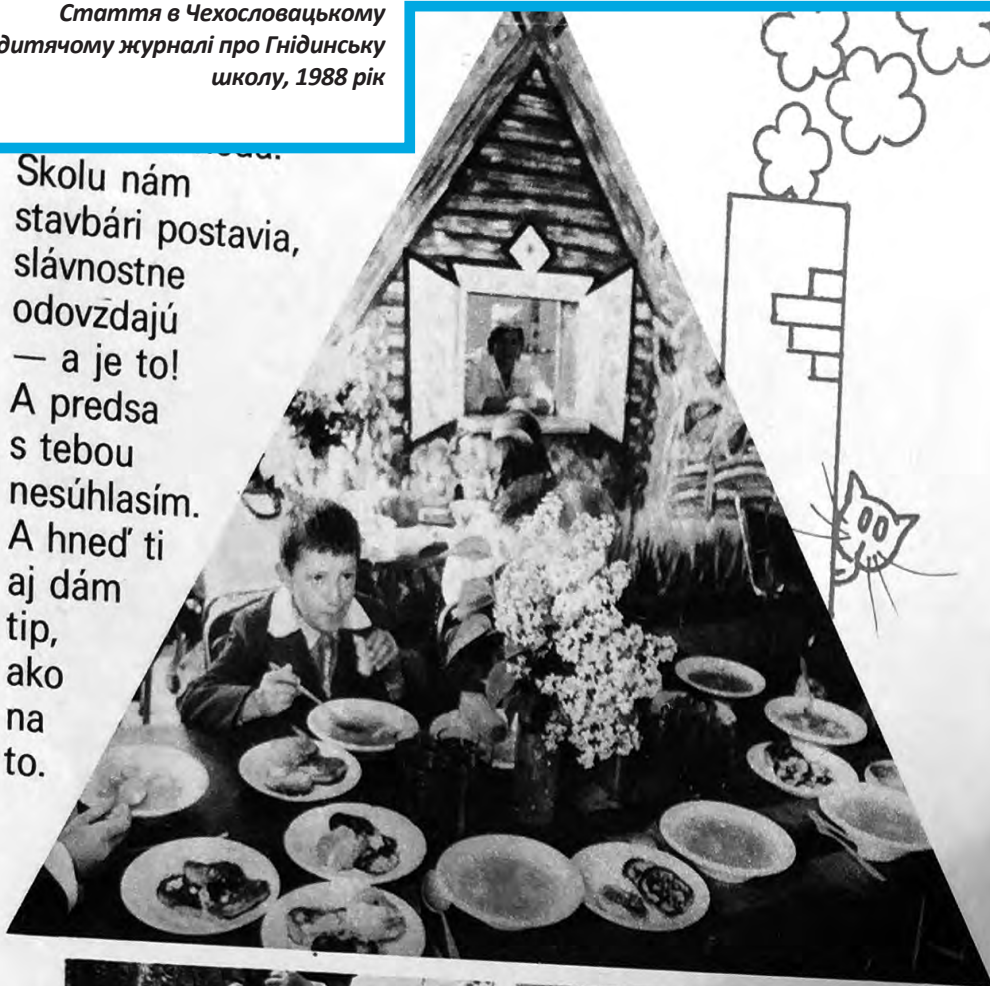 Стаття в Чехословацькому
дитячому журналі про Гнідинську
школу, 1988 рік
Školu nám
stavbári postavia,
slávnostne
odovzdajú
— a je to!
A predsa
s tebou
nesúhlasím.
A hneď ti
aj dám
tip,
ako
na
to.